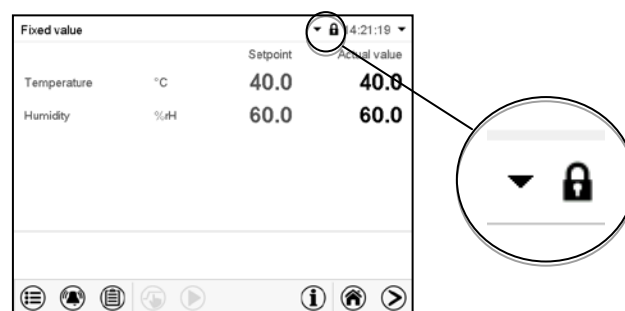 Fixed value 14:21:19
Setpoint Actual value
Temperature °C 40.0 40.0
Humidity %rH 60.0 60.0